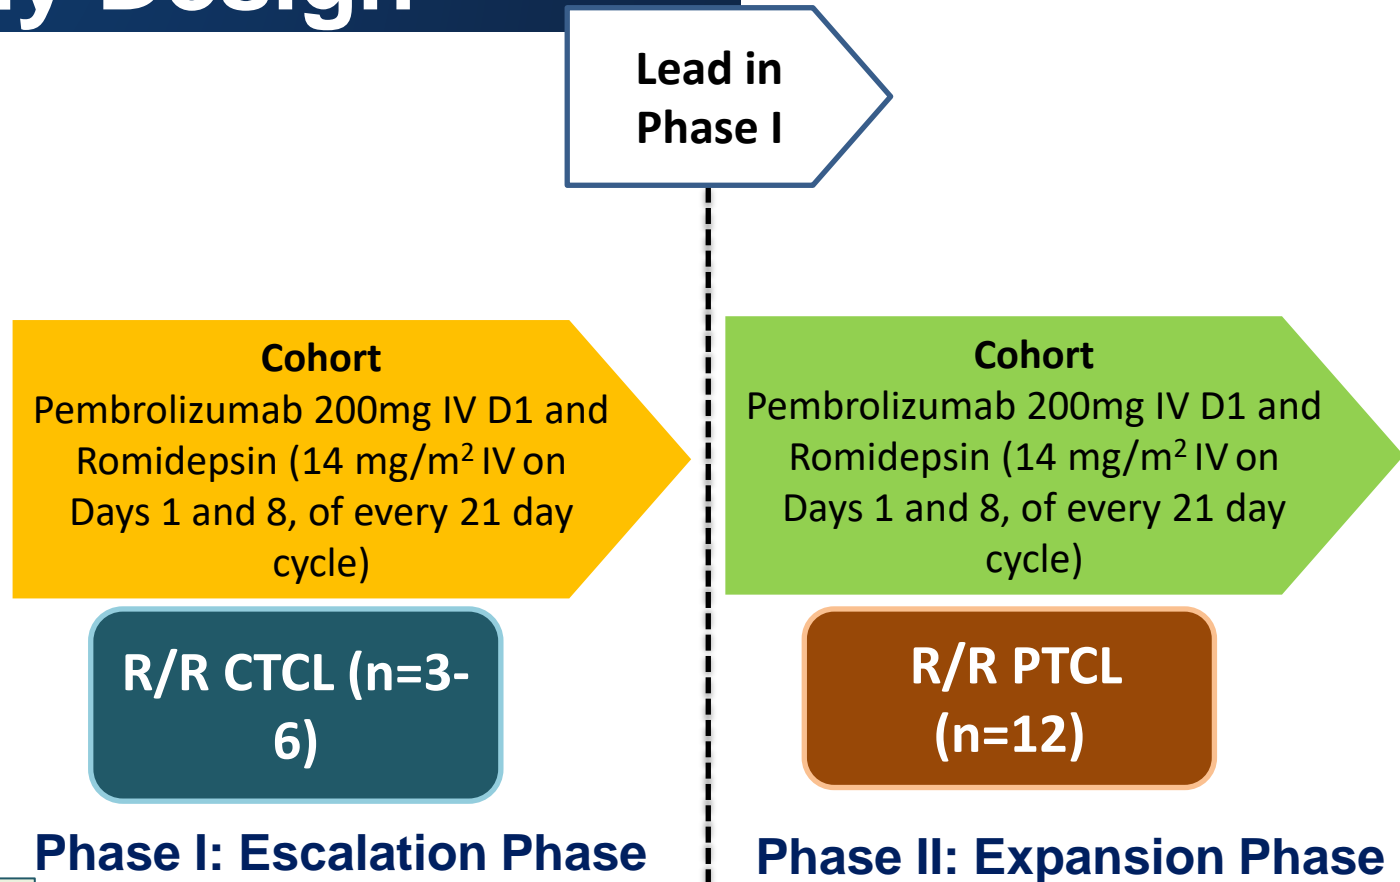 Design
Lead in
Phase I
Cohort
Pembrolizumab 200mg IV D1 and
Romidepsin (14 mg/m² IV on
Days 1 and 8, of every 21 day
cycle)
R/R CTCL (n=3-
6)
Phase I: Escalation Phase
Cohort
Pembrolizumab 200mg IV D1 and
Romidepsin (14 mg/m² IV on
Days 1 and 8, of every 21 day
cycle)
R/R PTCL
(n=12)
Phase II: Expansion Phase